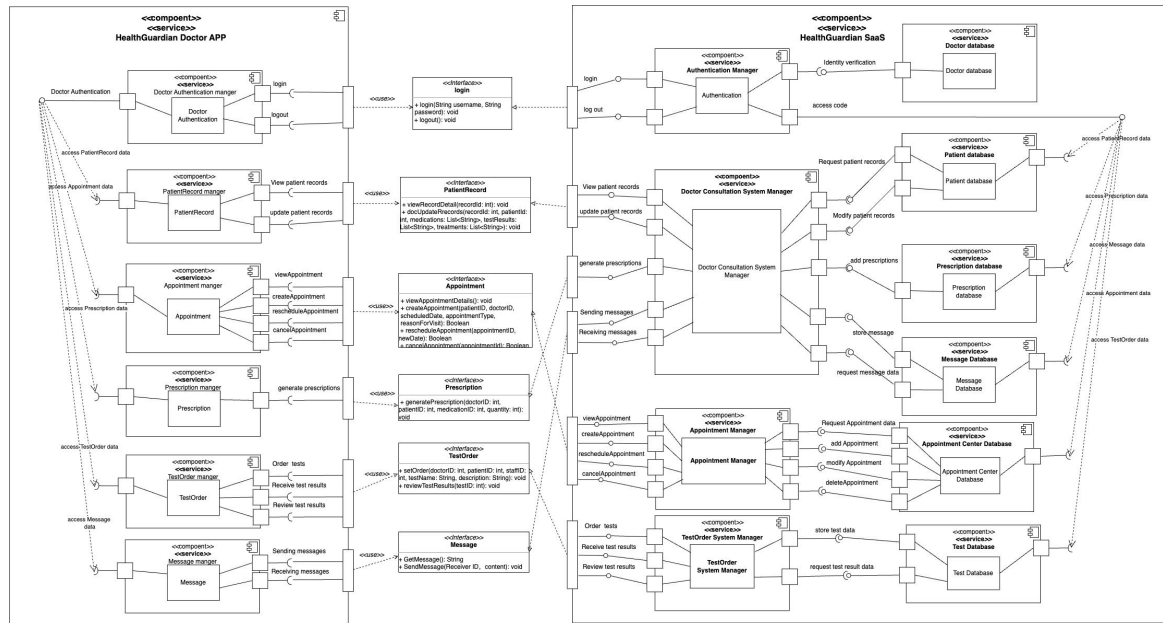 <<compoent>>
<<service>>
HealthGuardian Doctor APP
<<compoent>>
<<service>>
Doctor Authentication manger
Doctor
Authentication
Doctor Authentication
login
logout
access PatientRecord data
access Appointment data
access Prescription data
access TestOrder data
access Message
data
<<compoent>>
<<service>>
PatientRecord manger
PatientRecord
View patient records
update patient records
<<compoent>>
<<service>>
Appointment manger
Appointment
viewAppointment
createAppointment
rescheduleAppointment
cancelAppointment
<<compoent>>
<<service>>
Prescription manger
Prescription
generate prescriptions
<<compoent>>
<<service>>
TestOrder manger
TestOrder
Order tests
Receive test results
Review test results
<<compoent>>
<<service>>
Message manger
Message
Sending messages
Receiving messages
<<use>>
<<use>>
<<use>>
<<use>>
<<use>>
<<use>>
<<Interface>>
login
+ login(String username, String
password): void
+ logout(): void
<<Interface>>
PatientRecord
+ viewRecordDetail(recordId: int): void
+ docUpdateRrecords(recordId: int, patientId:
int, medications: List<String>, testResults:
List<String>, treatments: List<String>): void
<<Interface>>
Appointment
+ viewAppointmentDetails(): void
+ createAppointment(patientID, doctorID,
scheduledDate, appointmentType,
reasonForVisit): Boolean
+ rescheduleAppointment(appointmentID,
newDate): Boolean
+ cancelAppointment(appointmentId): Boolean
<<Interface>>
Prescription
+ generatePrescription(doctorID: int,
patientID: int, medicationID: int, quantity: int):
void
<<Interface>>
TestOrder
+ setOrder(doctorID: int, patientID: int, staffID:
int, testName: String, description: String): void
+ reviewTestResults(testID: int): void
<<Interface>>
Message
+ GetMessage(): String
+ SendMessage(Receiver ID, content): void
<<compoent>>
<<service>>
HealthGuardian SaaS
login
log out
<<compoent>>
<<service>>
Authentication Manager
Authentication
Identity verification
access code
<<compoent>>
<<service>>
Doctor database
Doctor database
View patient records
update patient records
generate prescriptions
Sending messages
Receiving messages
<<compoent>>
<<service>>
Doctor Consultation System Manager
Doctor Consultation System
Manager
Request patient records
Modify patient records
add prescriptions
store message
request message data
<<compoent>>
<<service>>
Patient database
Patient database
<<compoent>>
<<service>>
Prescription database
Prescription
database
<<compoent>>
<<service>>
Message Database
Message
Database
access PatientRecord data
access Prescription data
access Message data
access Appointment data
access TestOrder data
viewAppointment
createAppointment
rescheduleAppointment
cancelAppointment
<<compoent>>
<<service>>
Appointment Manager
Appointment Manager
Request Appointment data
add Appointment
modify Appointment
deleteAppointment
<<compoent>>
<<service>>
Appointment Center Database
Appointment Center
Database
Order tests
Receive test results
Review test results
<<compoent>>
<<service>>
TestOrder System Manager
TestOrder
System Manager
store test data
request test result data
<<compoent>>
<<service>>
Test Database
Test Database